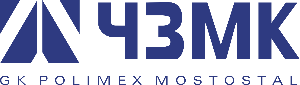 ЧЗМК
GK POLIMEX MOSTOSTAL